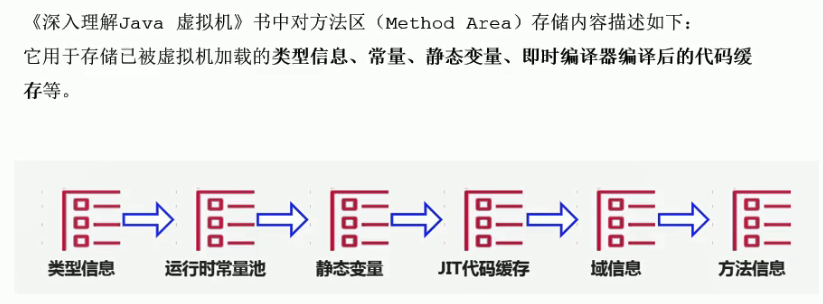 《深入理解Java 虚拟机》书中对方法区（Method Area）存储内容描述如下：
它用于存储已被虚拟机加载的类型信息、常量、静态变量、即时编译器编译后的代码缓
存等。
类型信息 运行时常量池 静态变量 JIT代码缓存 域信息 方法信息